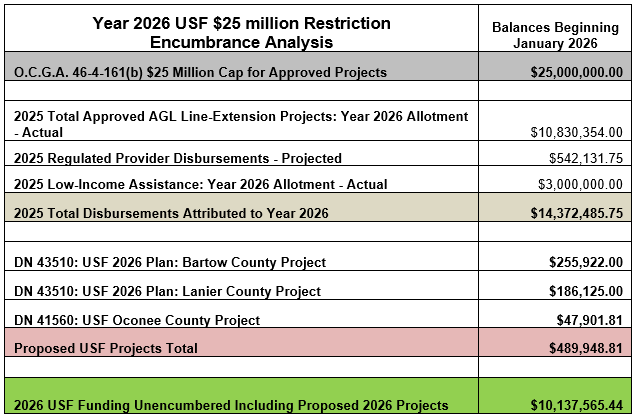 Year 2026 USF $25 million Restriction
Encumbrance Analysis
Balances Beginning
January 2026
O.C.G.A. 46-4-161(b) $25 Million Cap for Approved Projects $25,000,000.00
2025 Total Approved AGL Line-Extension Projects: Year 2026 Allotment
- Actual $10,830,354.00
2025 Regulated Provider Disbursements - Projected $542,131.75
2025 Low-Income Assistance: Year 2026 Allotment - Actual $3,000,000.00
2025 Total Disbursements Attributed to Year 2026 $14,372,485.75
DN 43510: USF 2026 Plan: Bartow County Project $255,922.00
DN 43510: USF 2026 Plan: Lanier County Project $186,125.00
DN 41560: USF Oconee County Project $47,901.81
Proposed USF Projects Total $489,948.81
2026 USF Funding Unencumbered Including Proposed 2026 Projects $10,137,565.44